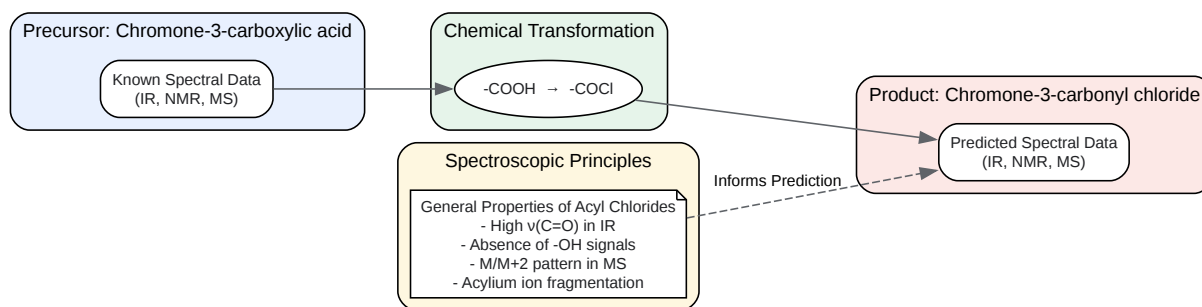 Precursor: Chromone-3-carboxylic acid
Known Spectral Data
(IR, NMR, MS)
Chemical Transformation
-COOH → -COCl
Product: Chromone-3-carbonyl chloride
Predicted Spectral Data
(IR, NMR, MS)
Spectroscopic Principles
General Properties of Acyl Chlorides
- High ν(C=O) in IR
- Absence of -OH signals
- M/M+2 pattern in MS
- Acylium ion fragmentation
Informs Prediction